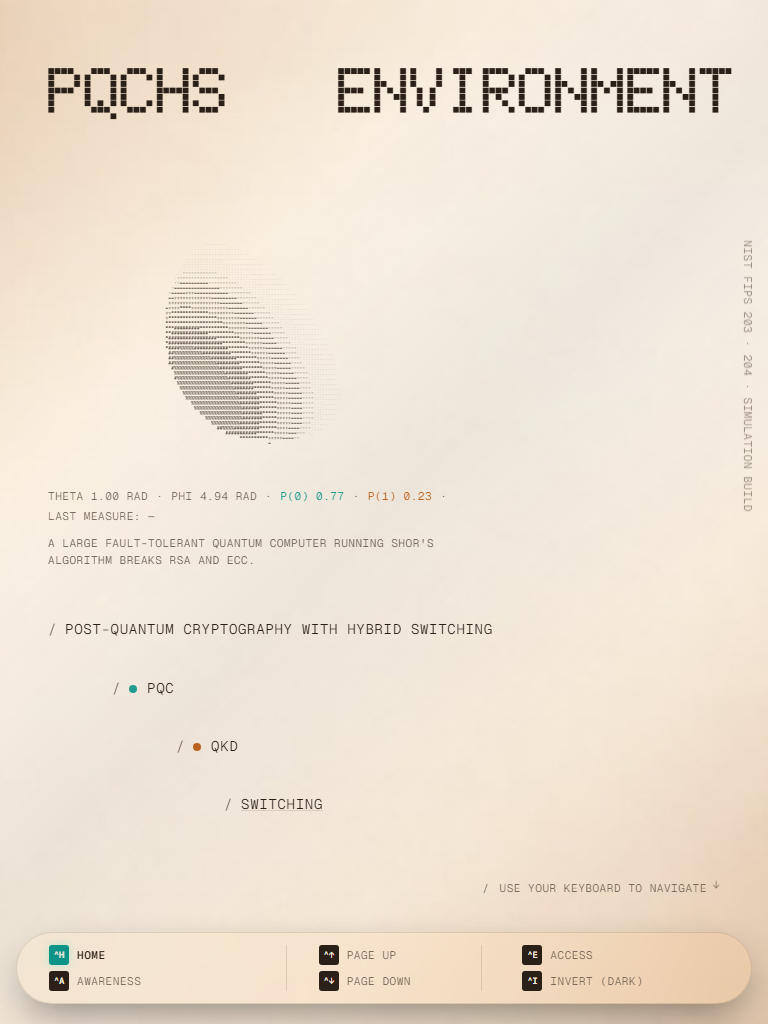 PQCHS ENVIRONMENT
NIST FIPS 203 · 204 · SIMULATION BUILD
THETA 1.00 RAD · PHI 4.94 RAD · P(0) 0.77 · P(1) 0.23 ·
LAST MEASURE: —
A LARGE FAULT-TOLERANT QUANTUM COMPUTER RUNNING SHOR'S
ALGORITHM BREAKS RSA AND ECC.
/ POST-QUANTUM CRYPTOGRAPHY WITH HYBRID SWITCHING
/ PQC
/ QKD
/ SWITCHING
/ USE YOUR KEYBOARD TO NAVIGATE ↓
^H HOME
^A AWARENESS
^↑ PAGE UP
^↓ PAGE DOWN
^E ACCESS
^I INVERT (DARK)